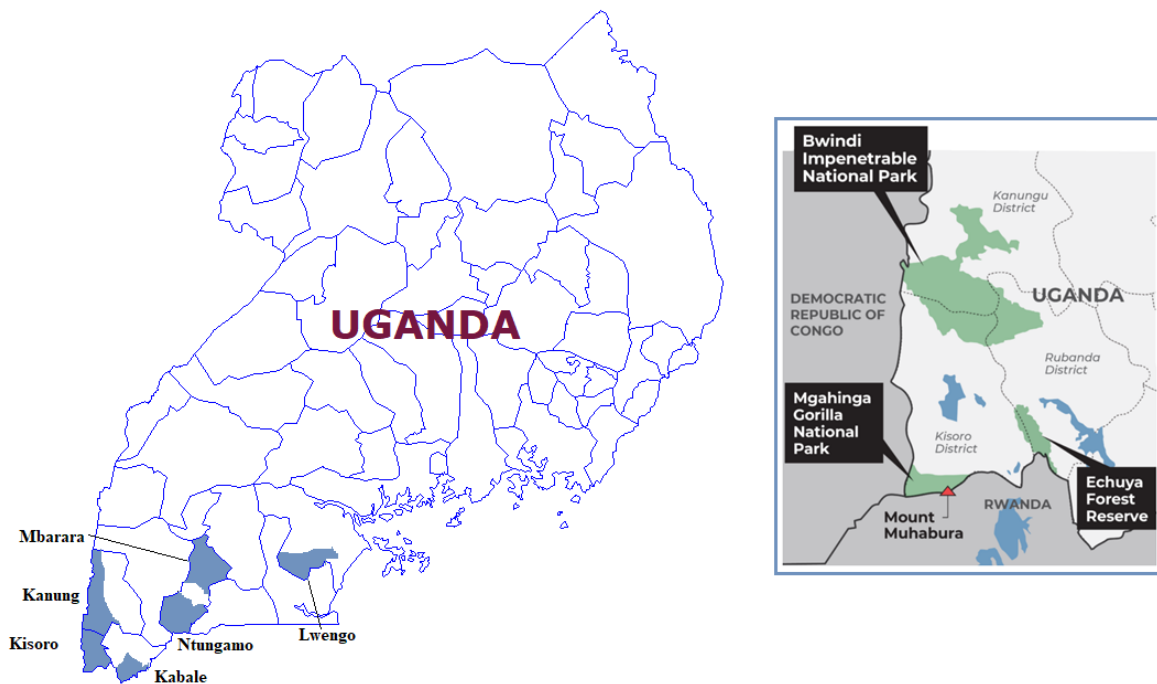 UGANDA
Mbarara
Kanung
Kisoro
Ntungamo
Kabale
Lwengo
Bwindi
Impenetrable
National Park
Kanungu
District
DEMOCRATIC
REPUBLIC OF
CONGO
UGANDA
Rubanda
District
Mgahinga
Gorilla
National
Park
Kisoro
District
Echuya
Forest
Reserve
Mount
Muhabura
RWANDA